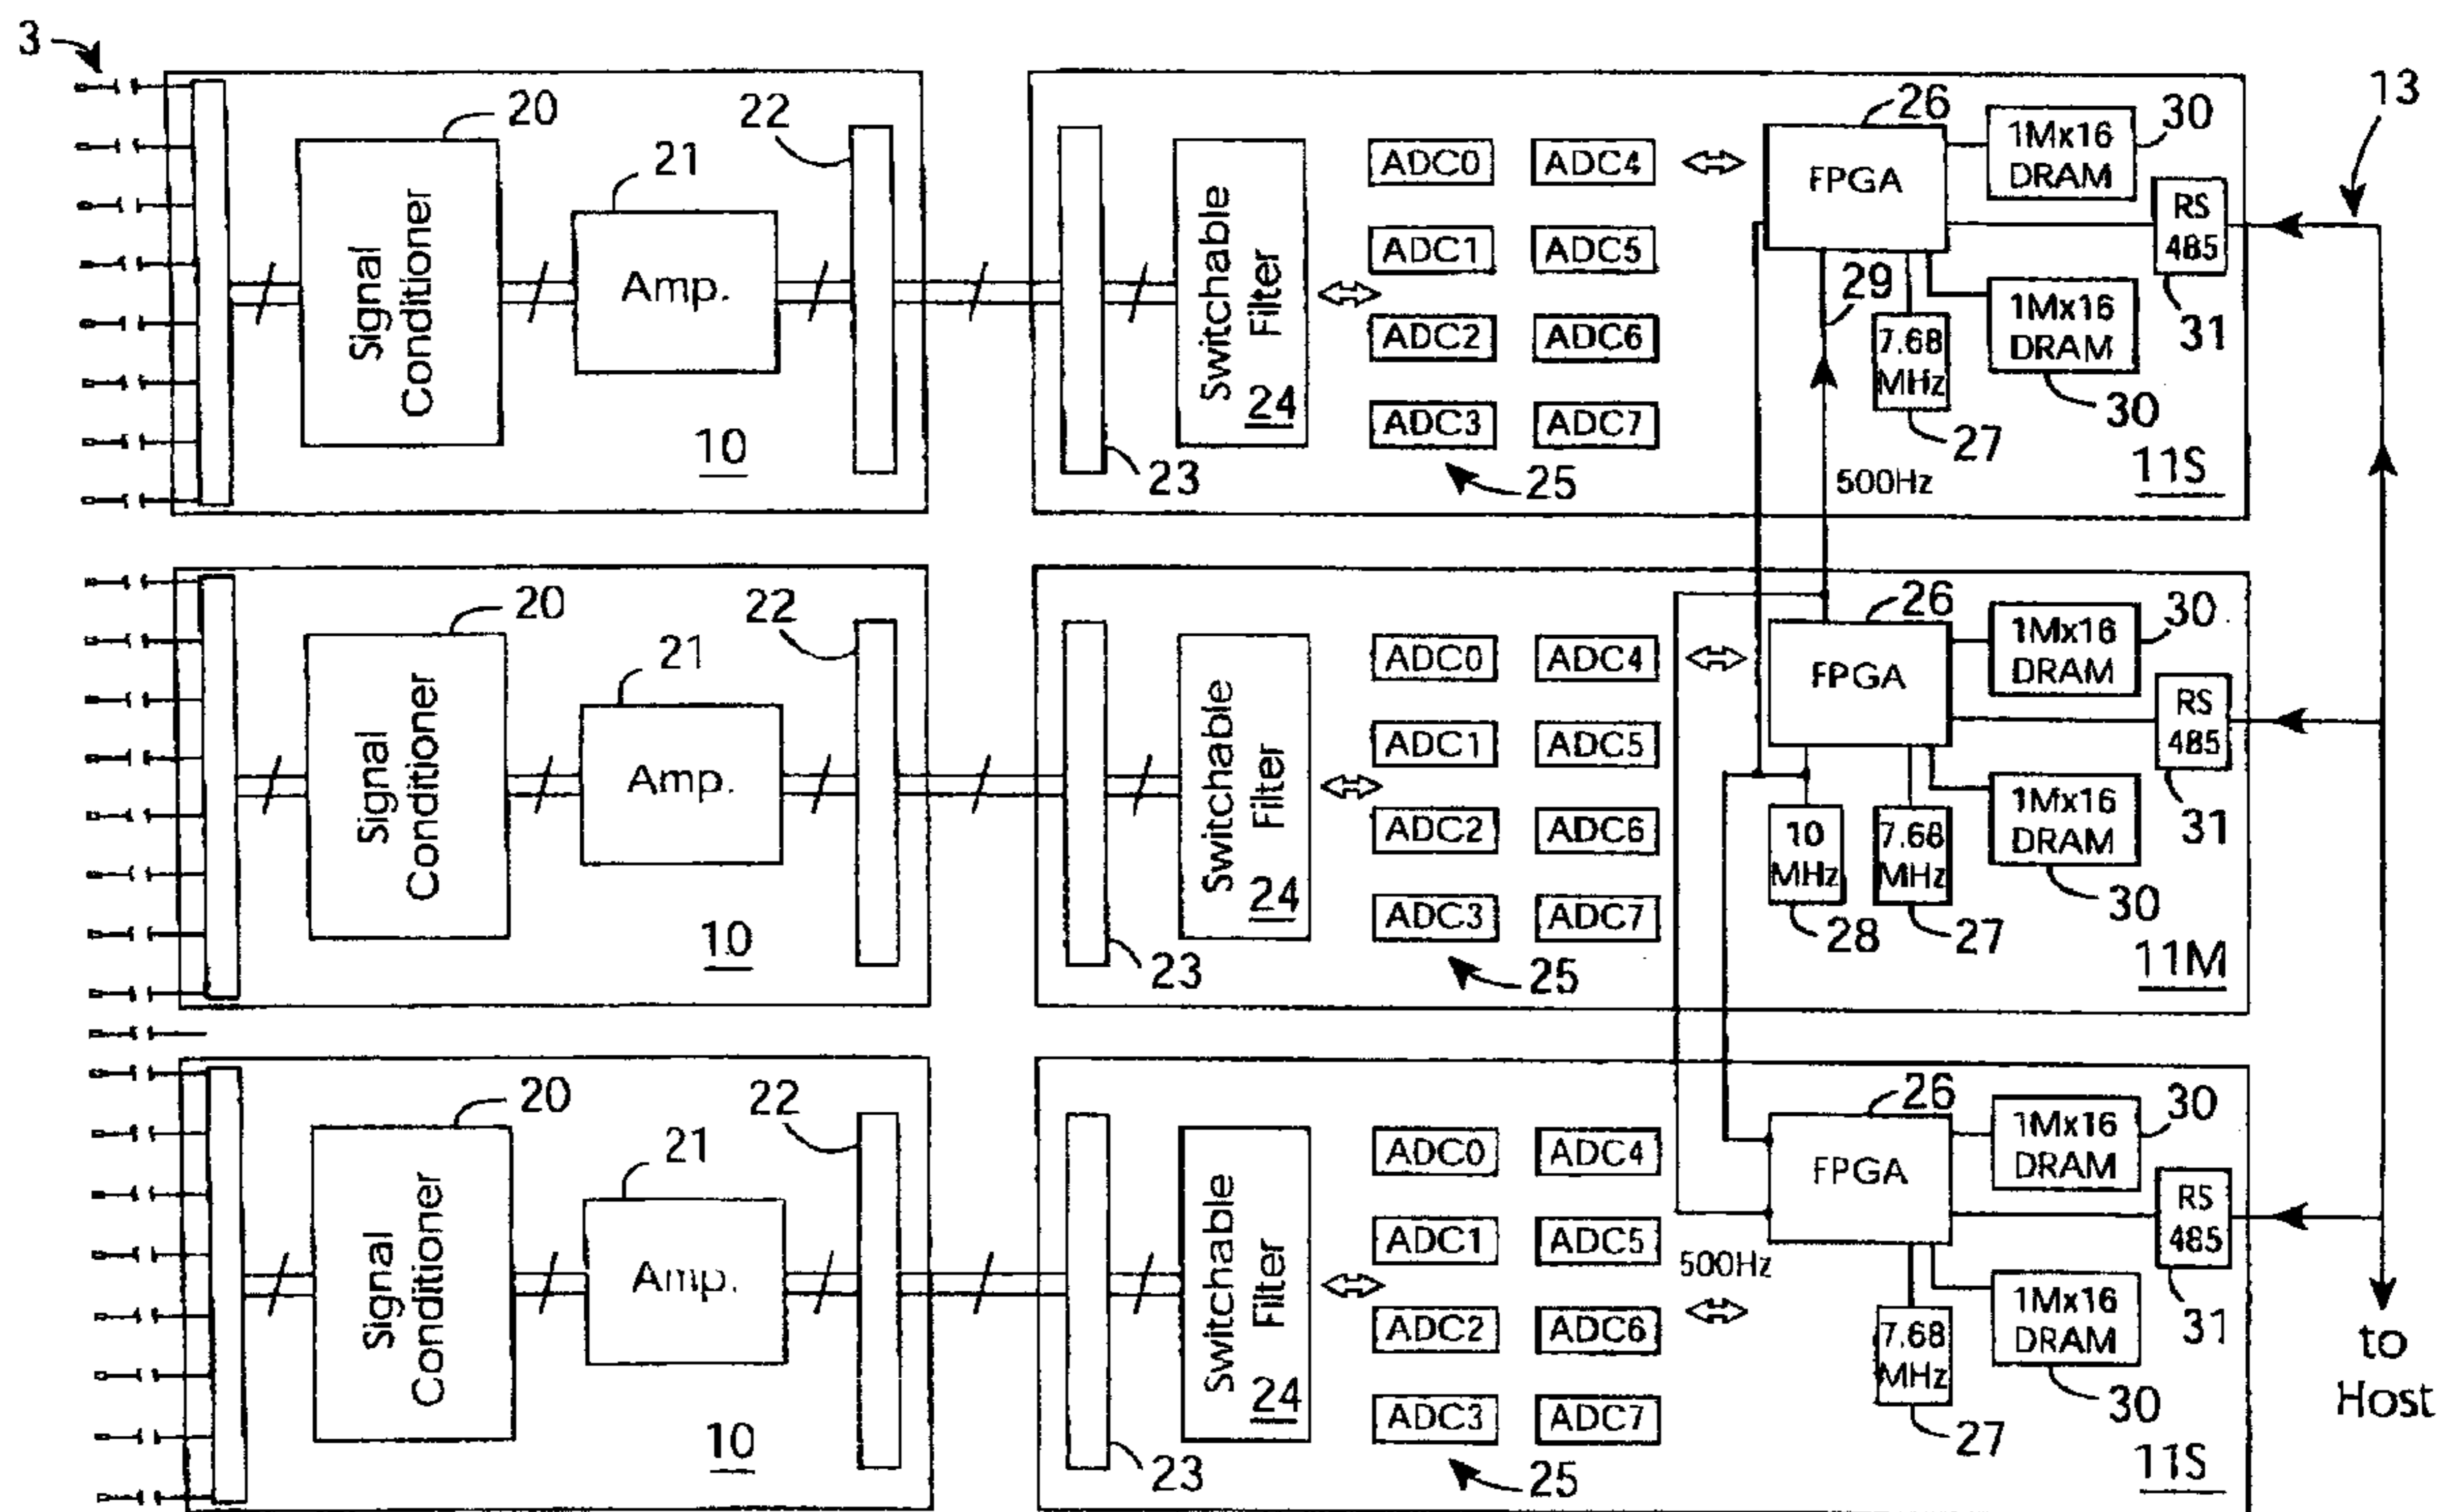 3
20
21
22
Signal
Conditioner
Amp.
10
23
Switchable
Filter
24
ADC0
ADC4
ADC1
ADC5
ADC2
ADC6
ADC3
ADC7
25
26
FPGA
1Mx16
DRAM
30
13
RS
485
31
29
7.68
MHz
27
1Mx16
DRAM
30
500Hz
11S
20
21
22
Signal
Conditioner
Amp.
10
23
Switchable
Filter
24
ADC0
ADC4
ADC1
ADC5
ADC2
ADC6
ADC3
ADC7
25
26
FPGA
1Mx16
DRAM
30
RS
485
31
10
MHz
28
7.68
MHz
27
1Mx16
DRAM
30
11M
20
21
22
Signal
Conditioner
Amp.
10
23
Switchable
Filter
24
ADC0
ADC4
ADC1
ADC5
ADC2
ADC6
ADC3
ADC7
25
500Hz
26
FPGA
1Mx16
DRAM
30
RS
485
31
7.68
MHz
27
1Mx16
DRAM
30
11S
to
Host